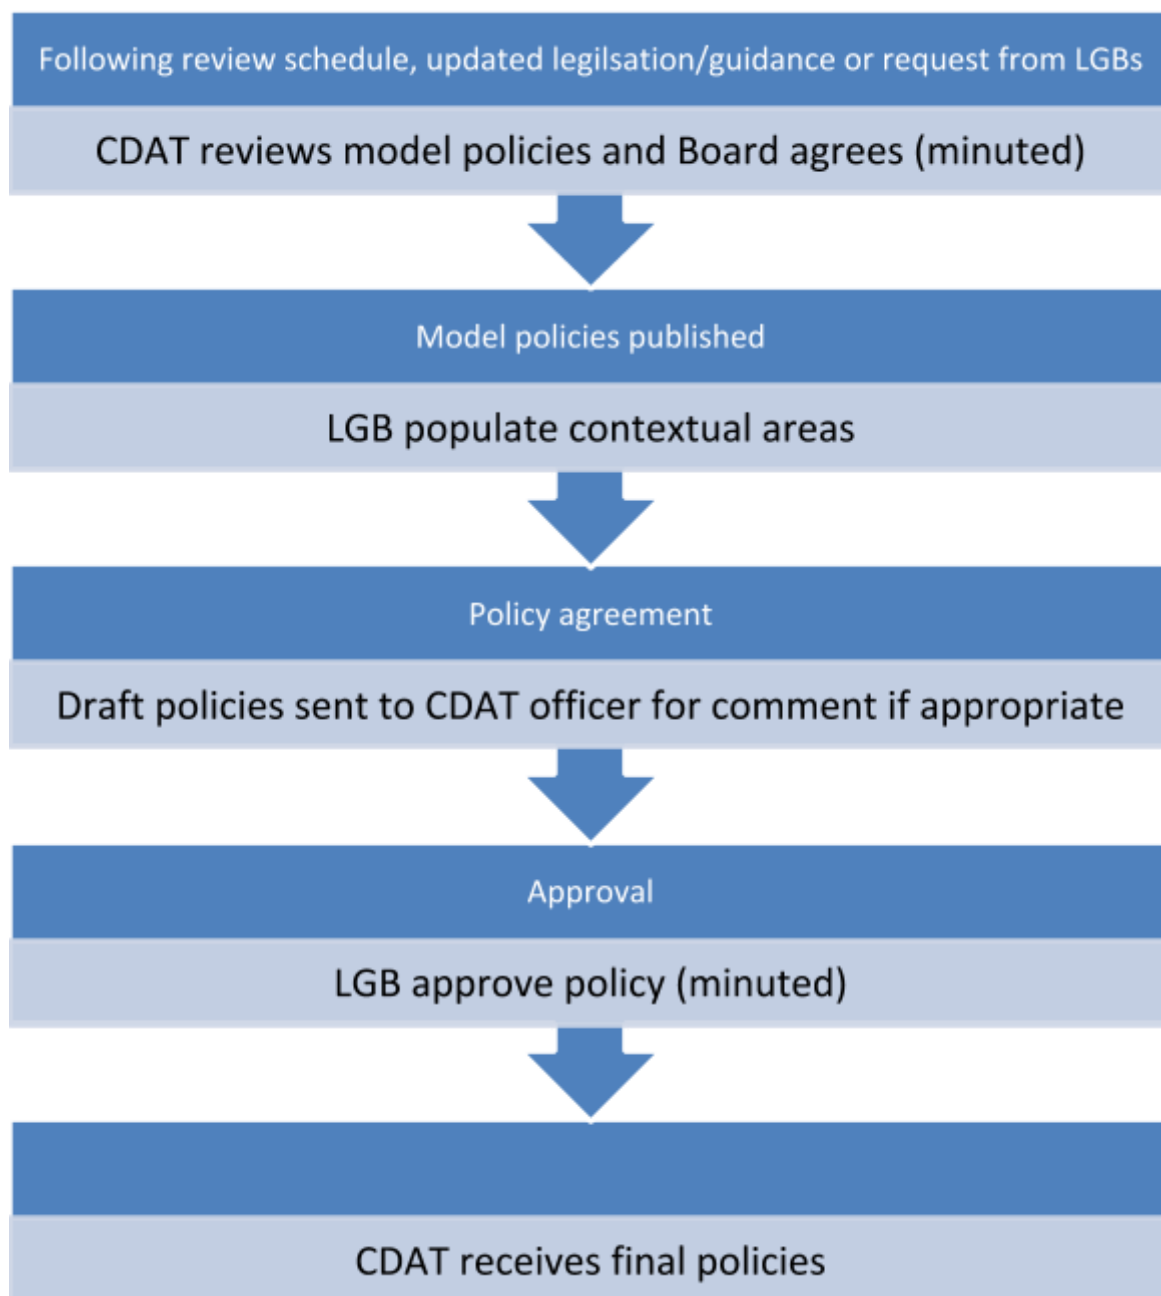 Following review schedule, updated legilsation/guidance or request from LGBs
CDAT reviews model policies and Board agrees (minuted)
Model policies published
LGB populate contextual areas
Policy agreement
Draft policies sent to CDAT officer for comment if appropriate
Approval
LGB approve policy (minuted)
CDAT receives final policies